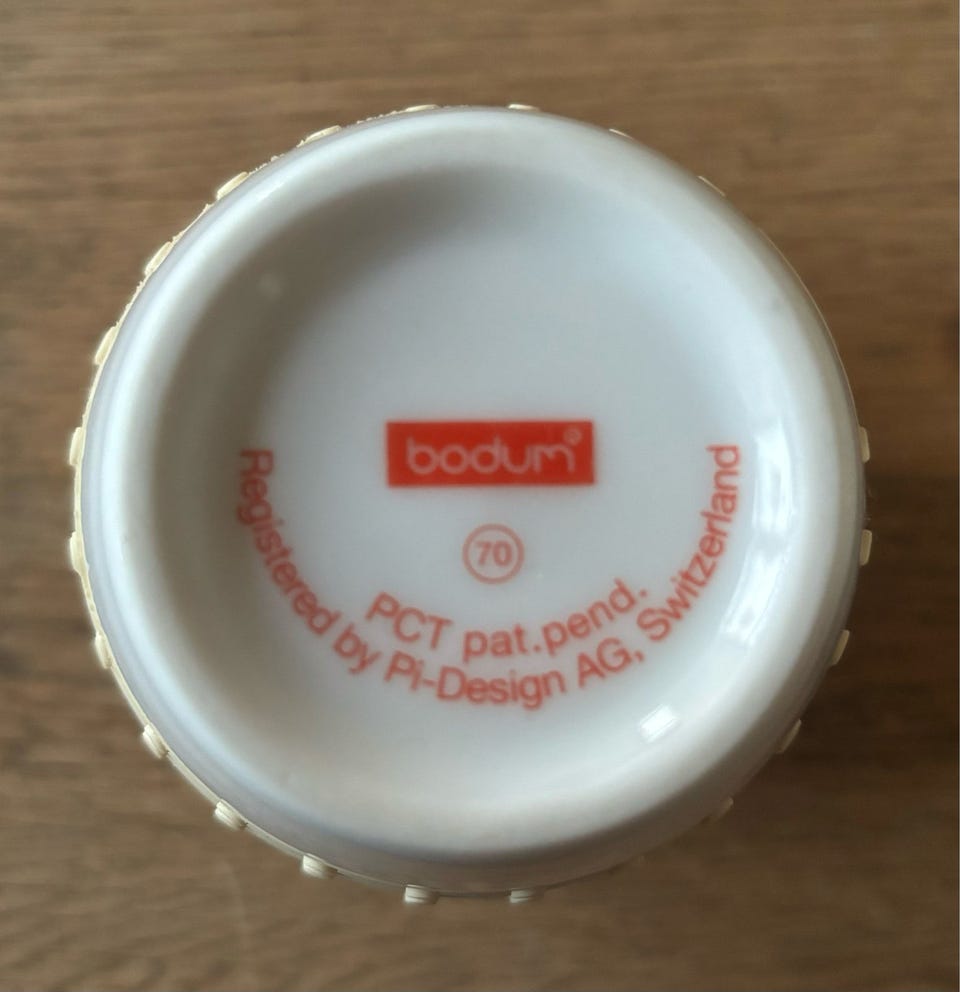 bodum®
70
PCT pat.pend.
Registered by Pi-Design AG, Switzerland